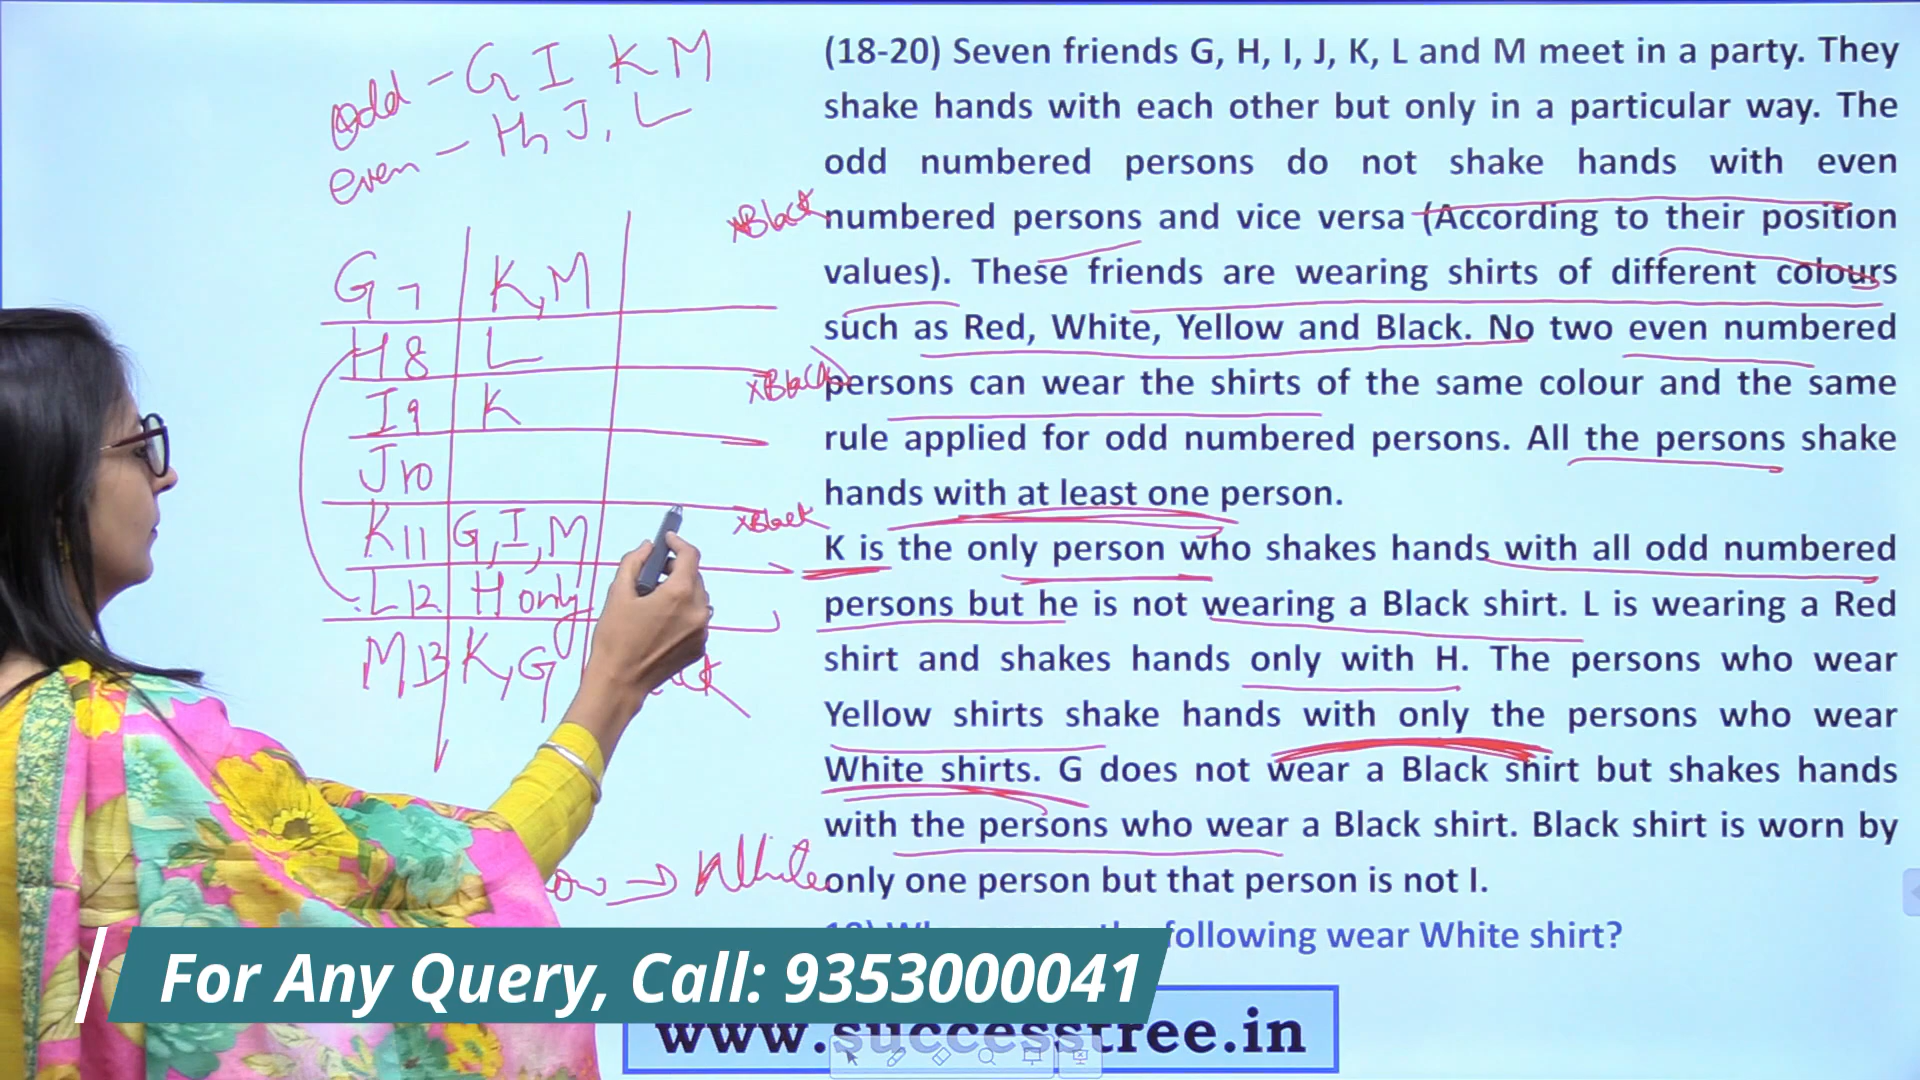 odd - G I K M
even - H, J, L
(18-20) Seven friends G, H, I, J, K, L and M meet in a party. They
shake hands with each other but only in a particular way. The
odd numbered persons do not shake hands with even
numbered persons and vice versa (According to their position
values). These friends are wearing shirts of different colours
such as Red, White, Yellow and Black. No two even numbered
persons can wear the shirts of the same colour and the same
rule applied for odd numbered persons. All the persons shake
hands with at least one person.
K is the only person who shakes hands with all odd numbered
persons but he is not wearing a Black shirt. L is wearing a Red
shirt and shakes hands only with H. The persons who wear
Yellow shirts shake hands with only the persons who wear
White shirts. G does not wear a Black shirt but shakes hands
with the persons who wear a Black shirt. Black shirt is worn by
only one person but that person is not I.
following wear White shirt?
G 7 K, M xBlack
H 8 L
I 9 K xBlack
J 10
K 11 G, I, M xBlack
L 12 H only
M 13 K, G
→ White
For Any Query, Call: 9353000041
www.successtree.in